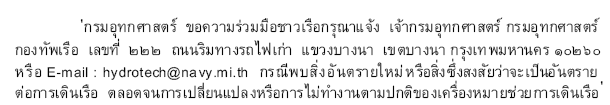 "กรมอุทกศาสตร์ ขอความร่วมมือชาวเรือกรุณาแจ้ง เจ้ากรมอุทกศาสตร์ กรมอุทกศาสตร์
กองทัพเรือ เลขที่ ๒๒๒ ถนนริมทางรถไฟเก่า แขวงบางนา เขตบางนา กรุงเทพมหานคร ๑๐๒๖๐
หรือ E-mail : hydrotech@navy.mi.th กรณีพบสิ่งอันตรายใหม่ หรือสิ่งซึ่งสงสัยว่าจะเป็นอันตราย
ต่อการเดินเรือ ตลอดจนการเปลี่ยนแปลงหรือการไม่ทำงานตามปกติของเครื่องหมายช่วยการเดินเรือ"